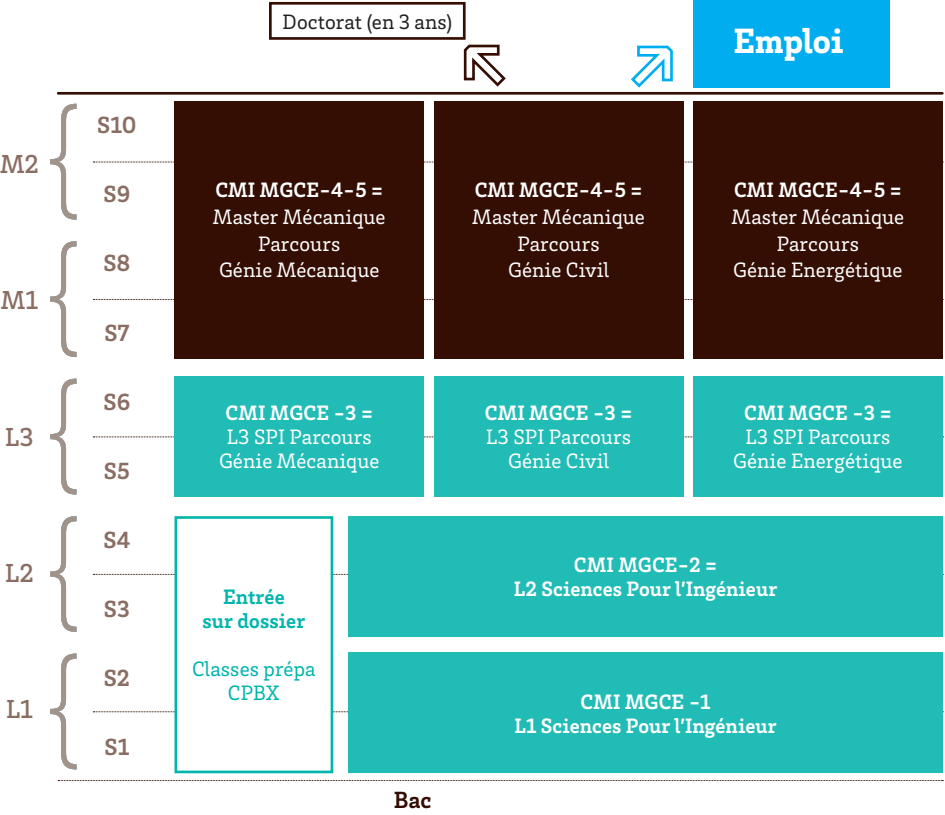 Doctorat (en 3 ans)
Emploi
M2
S10
S9
M1
S8
S7
CMI MGCE-4-5 =
Master Mécanique
Parcours
Génie Mécanique
CMI MGCE-4-5 =
Master Mécanique
Parcours
Génie Civil
CMI MGCE-4-5 =
Master Mécanique
Parcours
Génie Energétique
L3
S6
S5
CMI MGCE -3 =
L3 SPI Parcours
Génie Mécanique
CMI MGCE -3 =
L3 SPI Parcours
Génie Civil
CMI MGCE -3 =
L3 SPI Parcours
Génie Energétique
L2
S4
S3
L1
S2
S1
Entrée
sur dossier
Classes prépa
CPBX
CMI MGCE-2 =
L2 Sciences Pour l'Ingénieur
CMI MGCE -1
L1 Sciences Pour l'Ingénieur
Bac